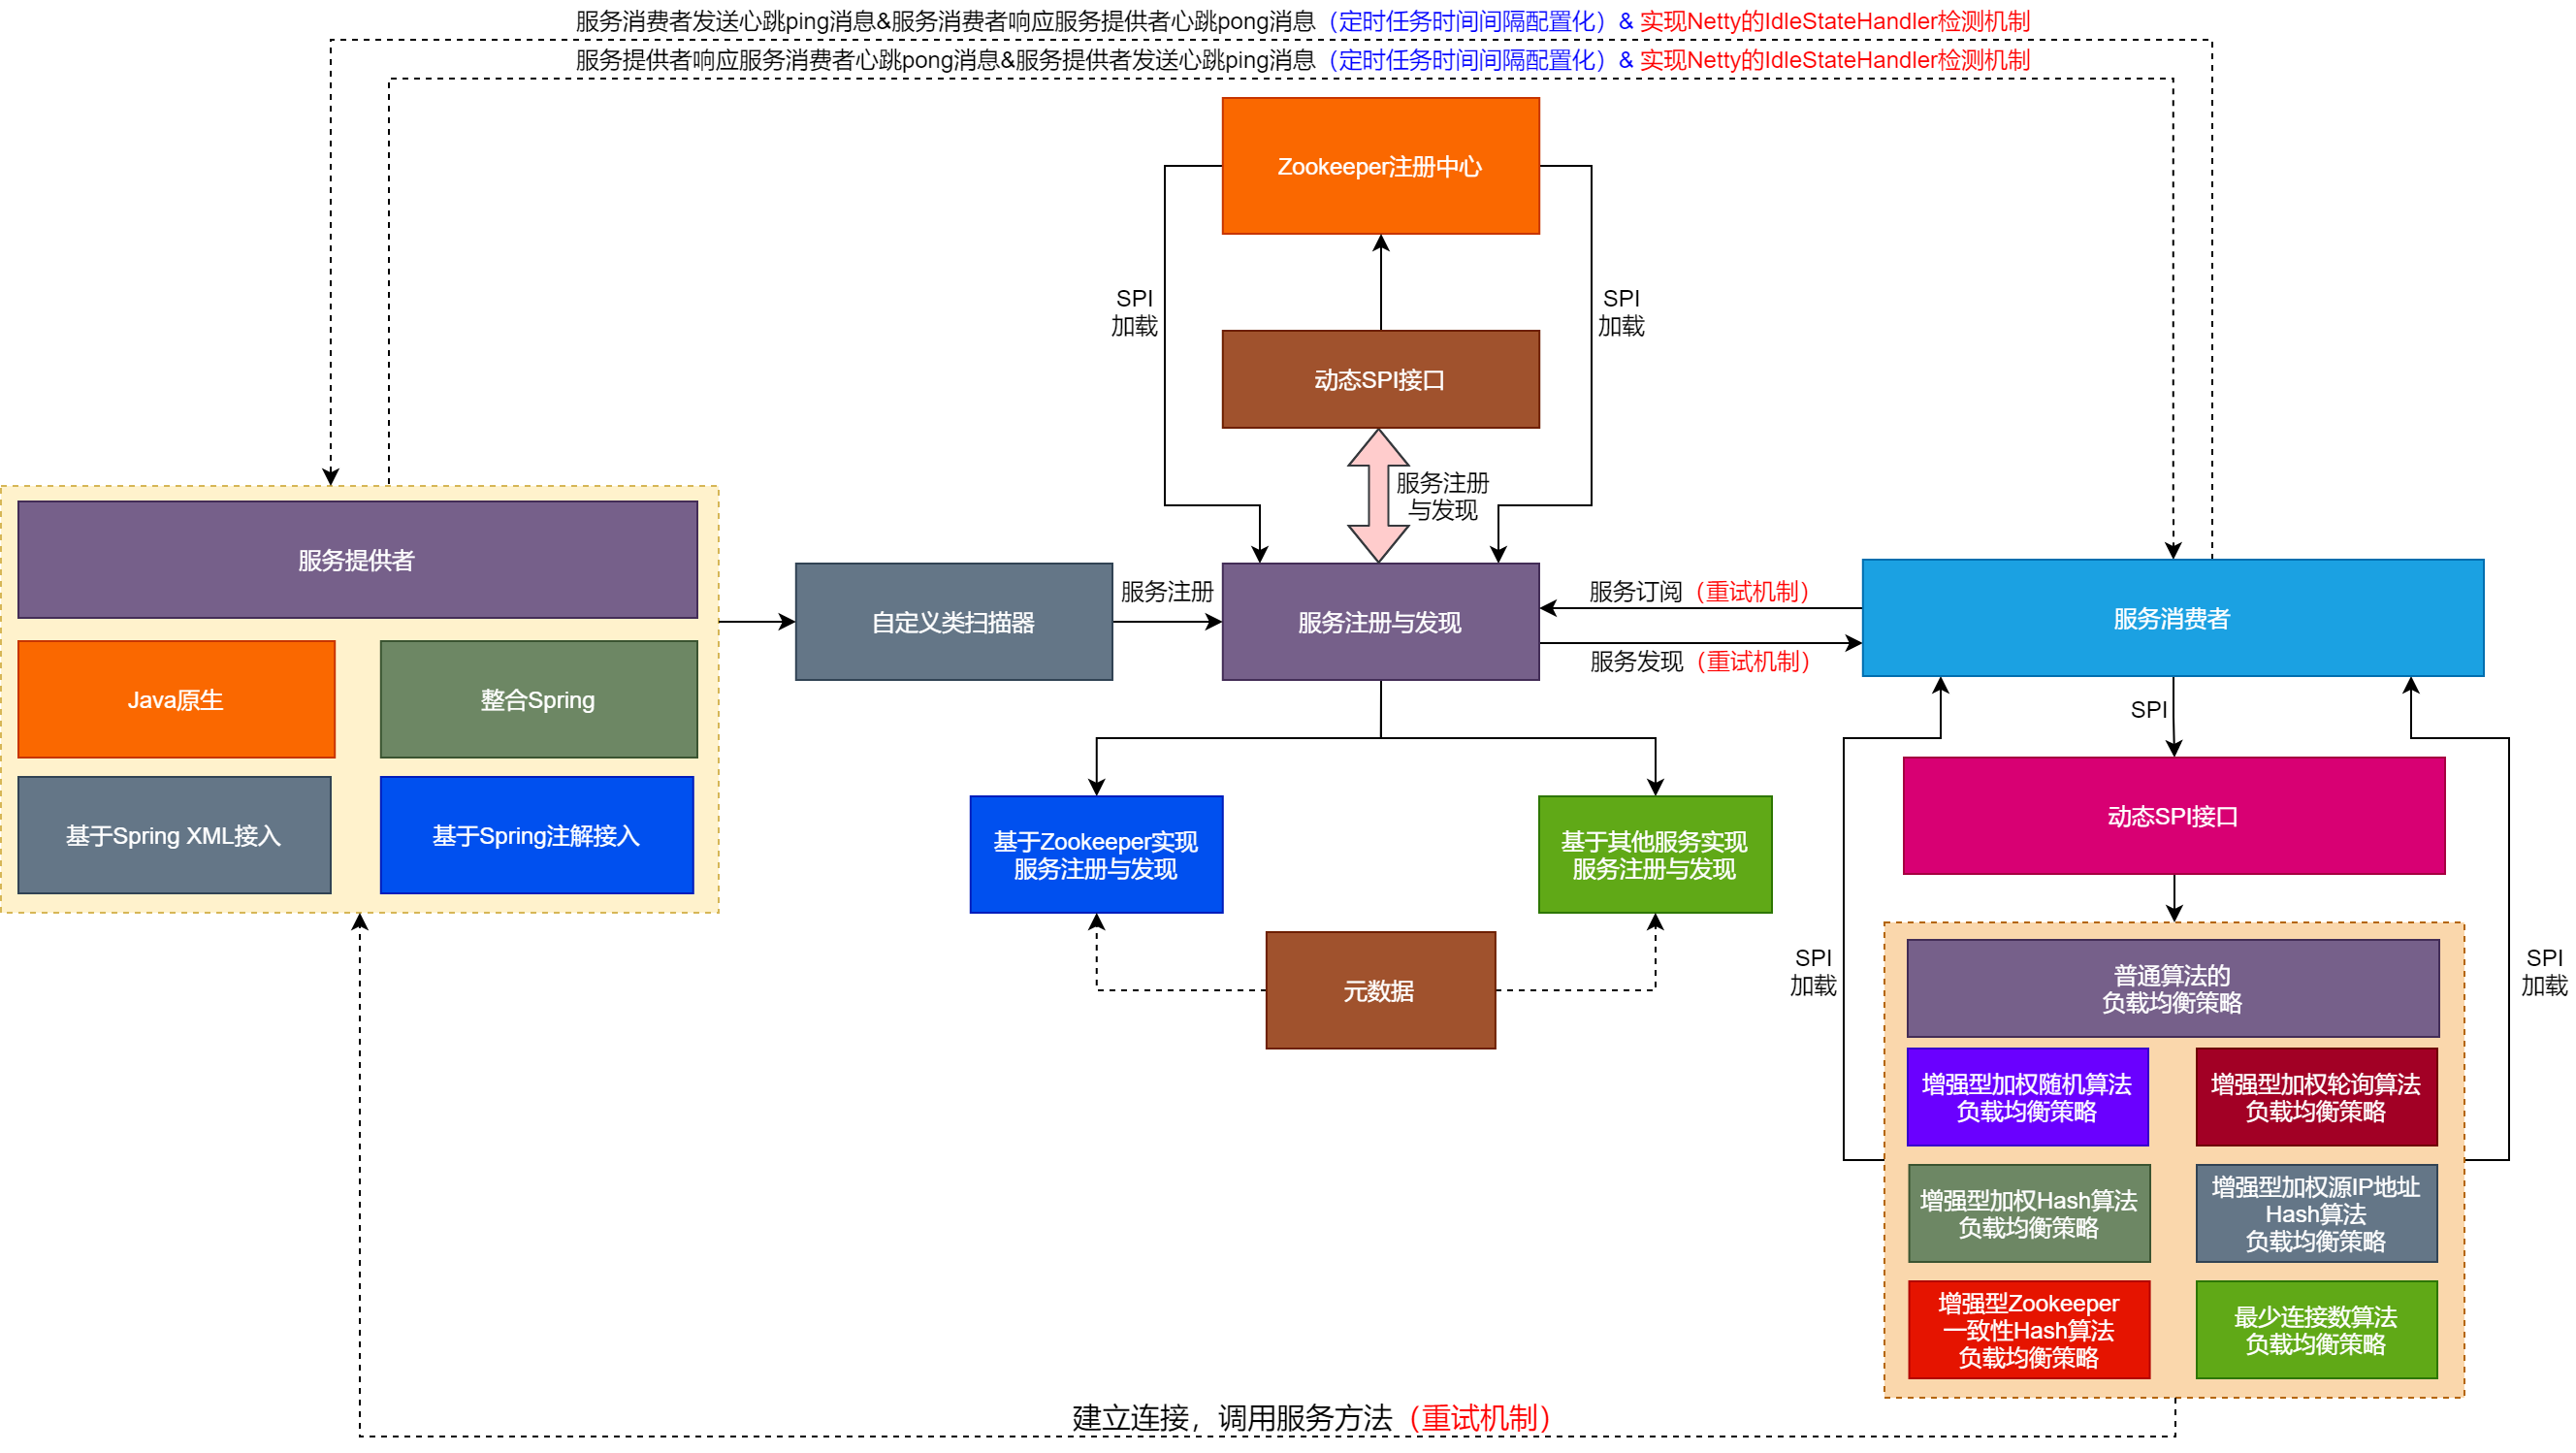 服务消费者发送心跳ping消息&服务消费者响应服务提供者心跳pong消息（定时任务时间间隔配置化）& 实现Netty的IdleStateHandler检测机制
服务提供者响应服务消费者心跳pong消息&服务提供者发送心跳ping消息（定时任务时间间隔配置化）& 实现Netty的IdleStateHandler检测机制
Zookeeper注册中心
SPI
加载
SPI
加载
动态SPI接口
服务注册
与发现
服务提供者
Java原生
整合Spring
基于Spring XML接入
基于Spring注解接入
自定义类扫描器
服务注册
服务注册与发现
服务订阅（重试机制）
服务发现（重试机制）
服务消费者
SPI
动态SPI接口
基于Zookeeper实现
服务注册与发现
基于其他服务实现
服务注册与发现
元数据
SPI
加载
SPI
加载
普通算法的
负载均衡策略
增强型加权随机算法
负载均衡策略
增强型加权轮询算法
负载均衡策略
增强型加权Hash算法
负载均衡策略
增强型加权源IP地址
Hash算法
负载均衡策略
增强型Zookeeper
一致性Hash算法
负载均衡策略
最少连接数算法
负载均衡策略
建立连接，调用服务方法（重试机制）